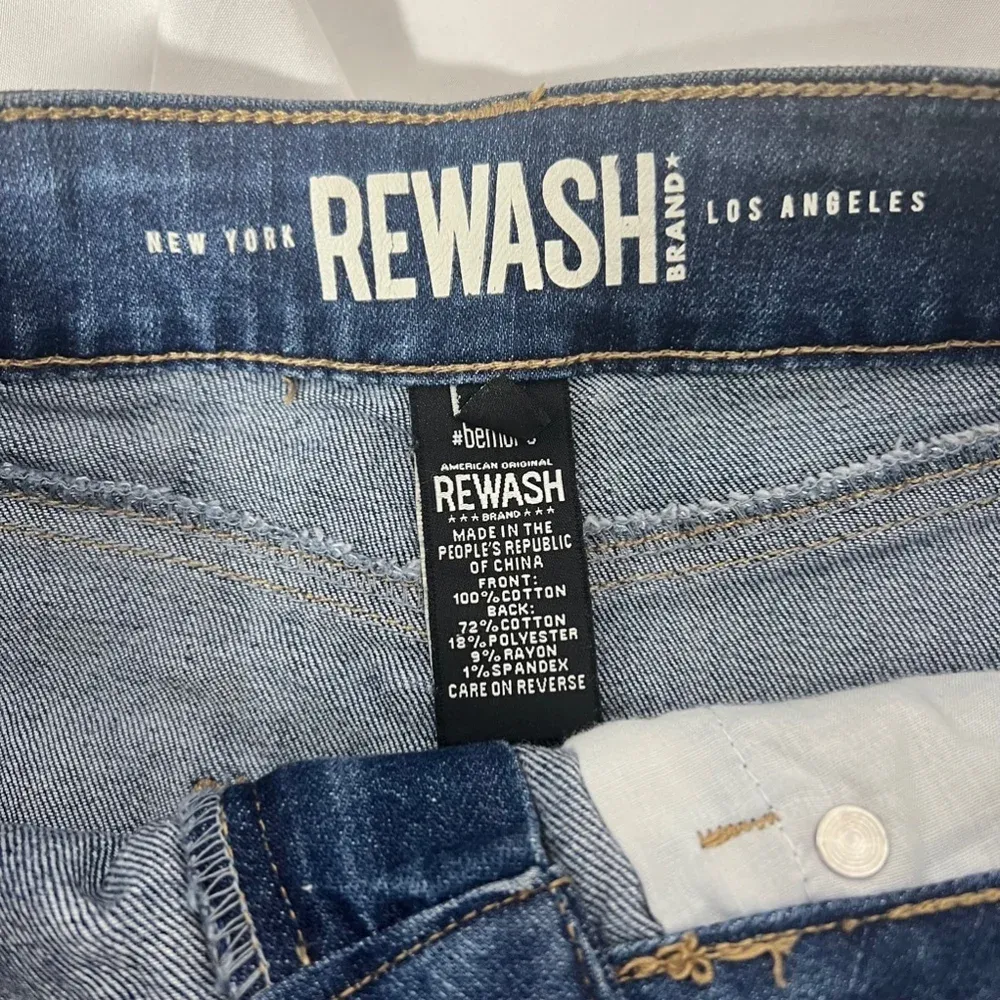 NEW YORK REWASH BRAND★ LOS ANGELES
AMERICAN ORIGINAL
REWASH
★★★BRAND★★★
MADE IN THE
PEOPLE'S REPUBLIC
OF CHINA
FRONT:
100%COTTON
BACK:
72%COTTON
18%POLYESTER
9%RAYON
1%SPANDEX
CARE ON REVERSE